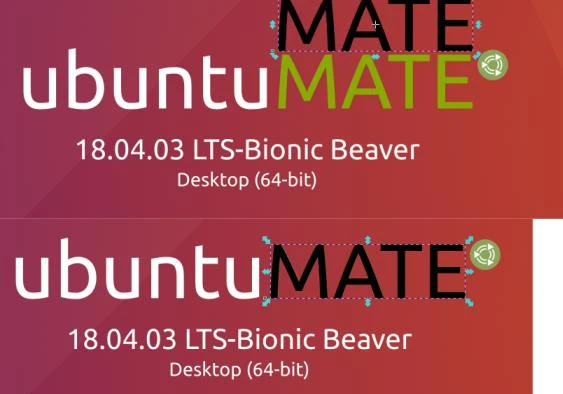 MATE
ubuntuMATE
18.04.03 LTS-Bionic Beaver
Desktop (64-bit)
ubuntuMATE
18.04.03 LTS-Bionic Beaver
Desktop (64-bit)